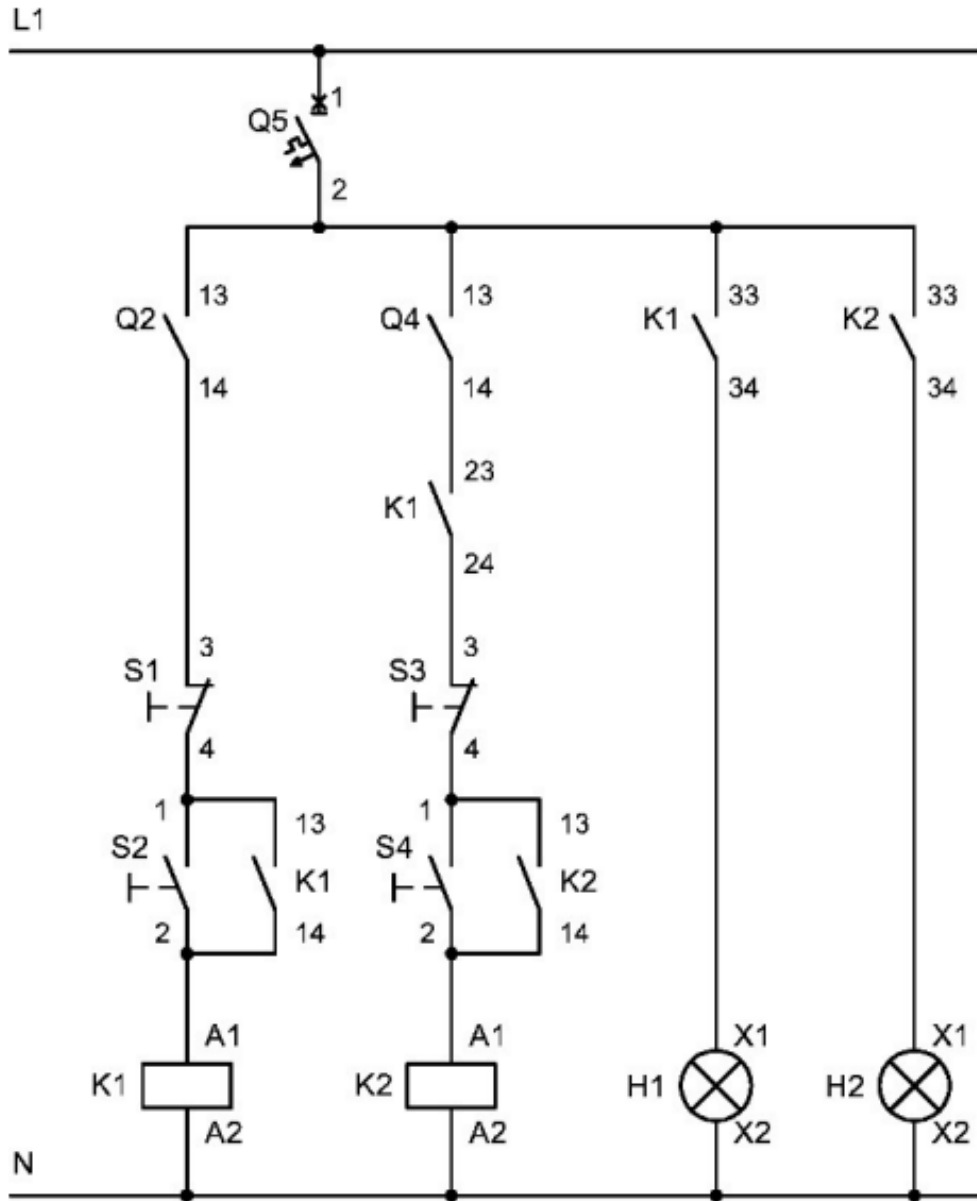 L1
1
Q5
2
13 13 33 33
Q2 Q4 K1 K2
14 14 34 34
23
K1
24
3 3
S1 S3
4 4
1 13 1 13
S2 K1 S4 K2
2 14 2 14
A1 A1 X1 X1
K1 K2 H1 H2
A2 A2 X2 X2
N